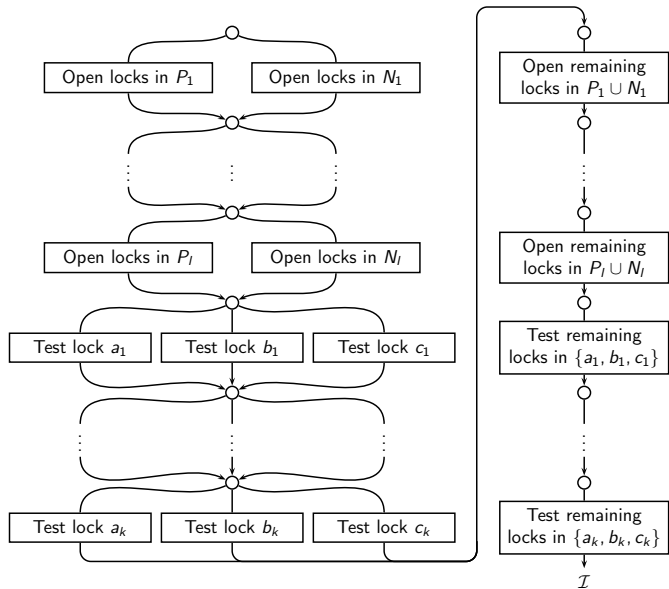 Open locks in P₁
Open locks in N₁
⋮ ⋮ ⋮
Open locks in Pₗ
Open locks in Nₗ
Test lock a₁
Test lock b₁
Test lock c₁
⋮ ⋮ ⋮
Test lock aₖ
Test lock bₖ
Test lock cₖ
Open remaining
locks in P₁ ∪ N₁
⋮
Open remaining
locks in Pₗ ∪ Nₗ
Test remaining
locks in {a₁, b₁, c₁}
⋮
Test remaining
locks in {aₖ, bₖ, cₖ}
ℐ